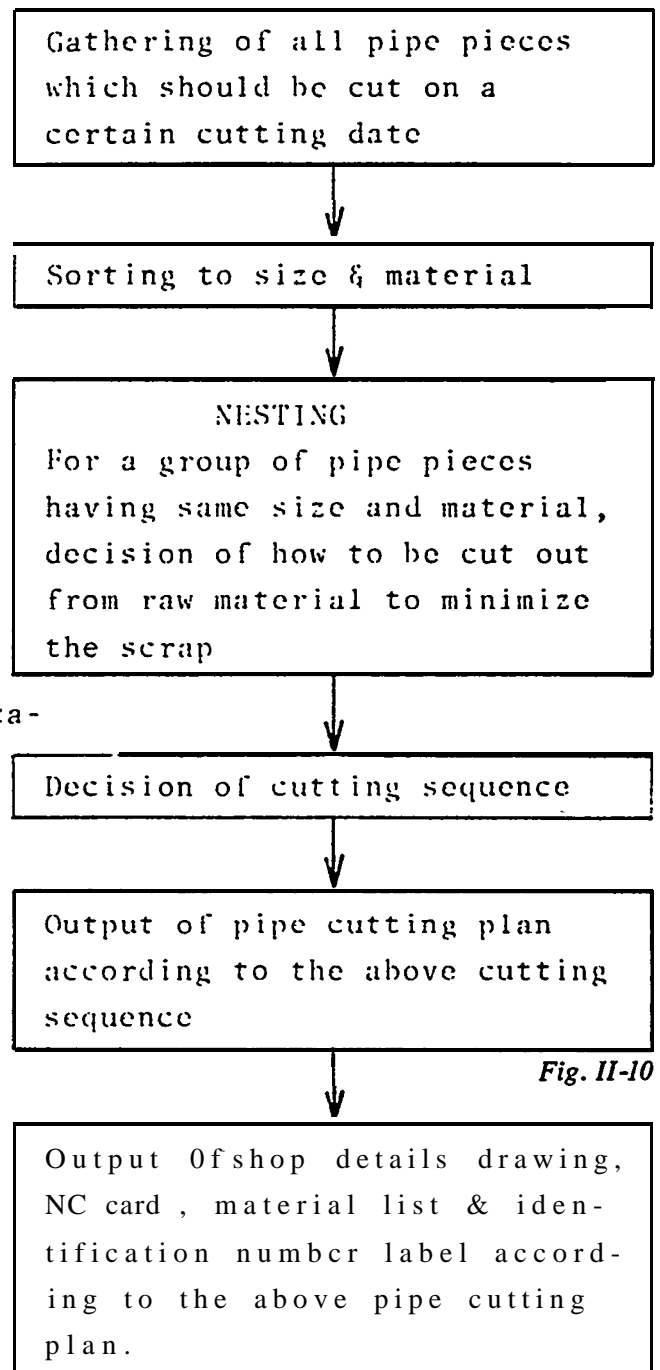 Gathering of all pipe pieces
which should be cut on a
certain cutting date
Sorting to size & material
NESTING
For a group of pipe pieces
having same size and material,
decision of how to be cut out
from raw material to minimize
the scrap
ta-
Decision of cutting sequence
Output of pipe cutting plan
according to the above cutting
sequence
Fig. II-10
Output Of shop details drawing,
NC card , material list & iden-
tification number label accord-
ing to the above pipe cutting
plan.